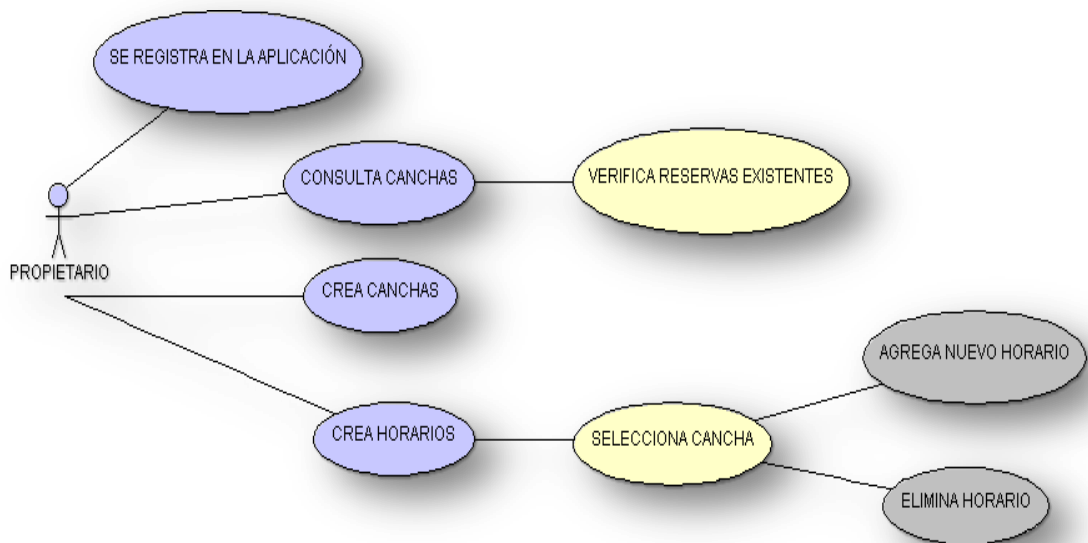 SE REGISTRA EN LA APLICACIÓN
CONSULTA CANCHAS
VERIFICA RESERVAS EXISTENTES
PROPIETARIO
CREA CANCHAS
AGREGA NUEVO HORARIO
CREA HORARIOS
SELECCIONA CANCHA
ELIMINA HORARIO